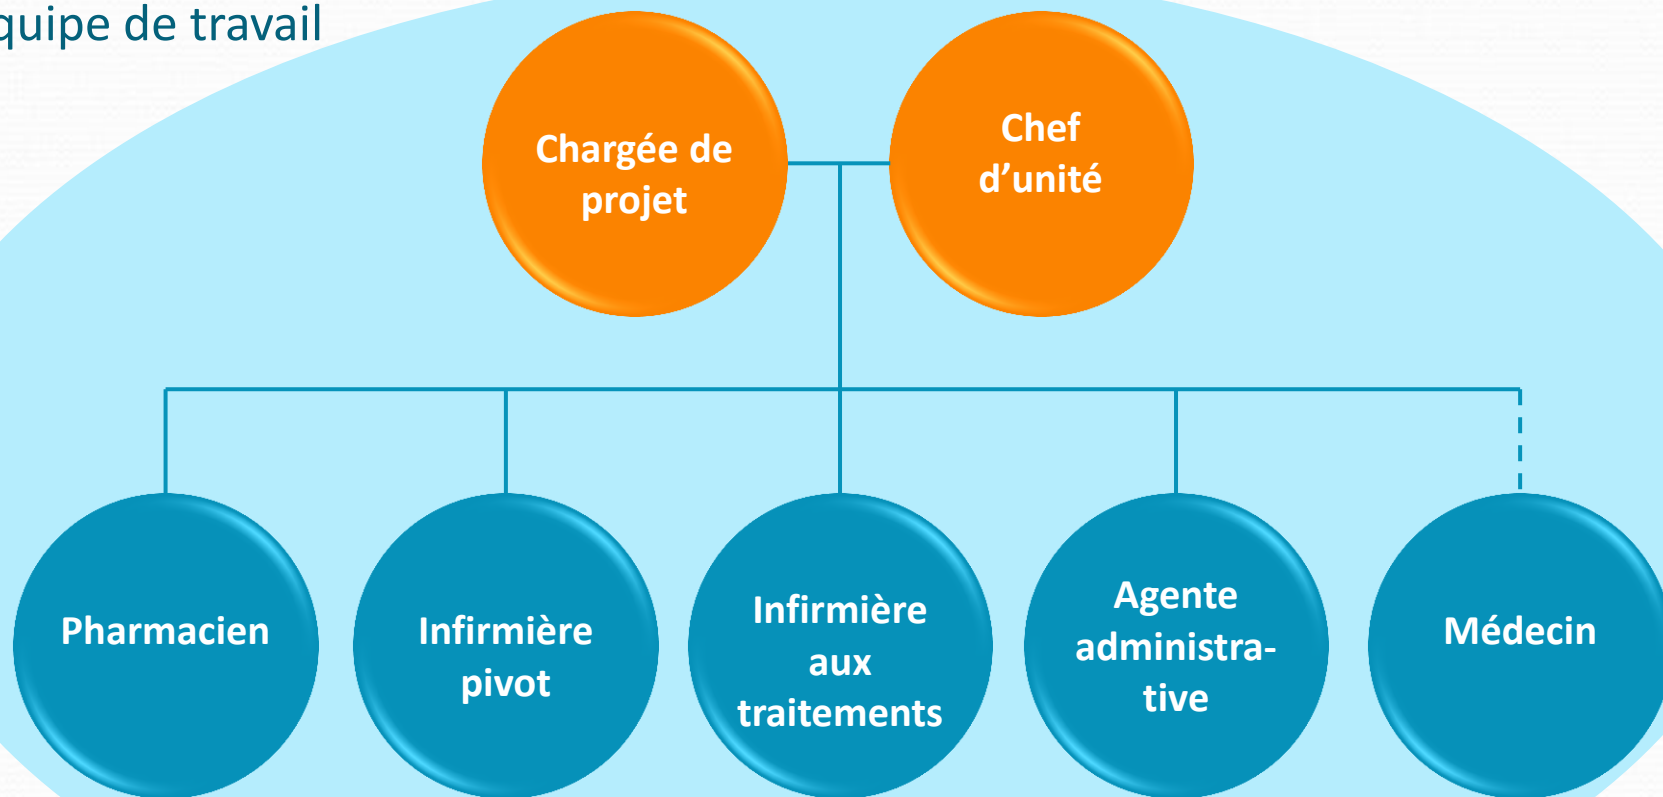 quipe de travail
Chargée de
projet
Chef
d’unité
Pharmacien
Infirmière
pivot
Infirmière
aux
traitements
Agente
administra-
tive
Médecin